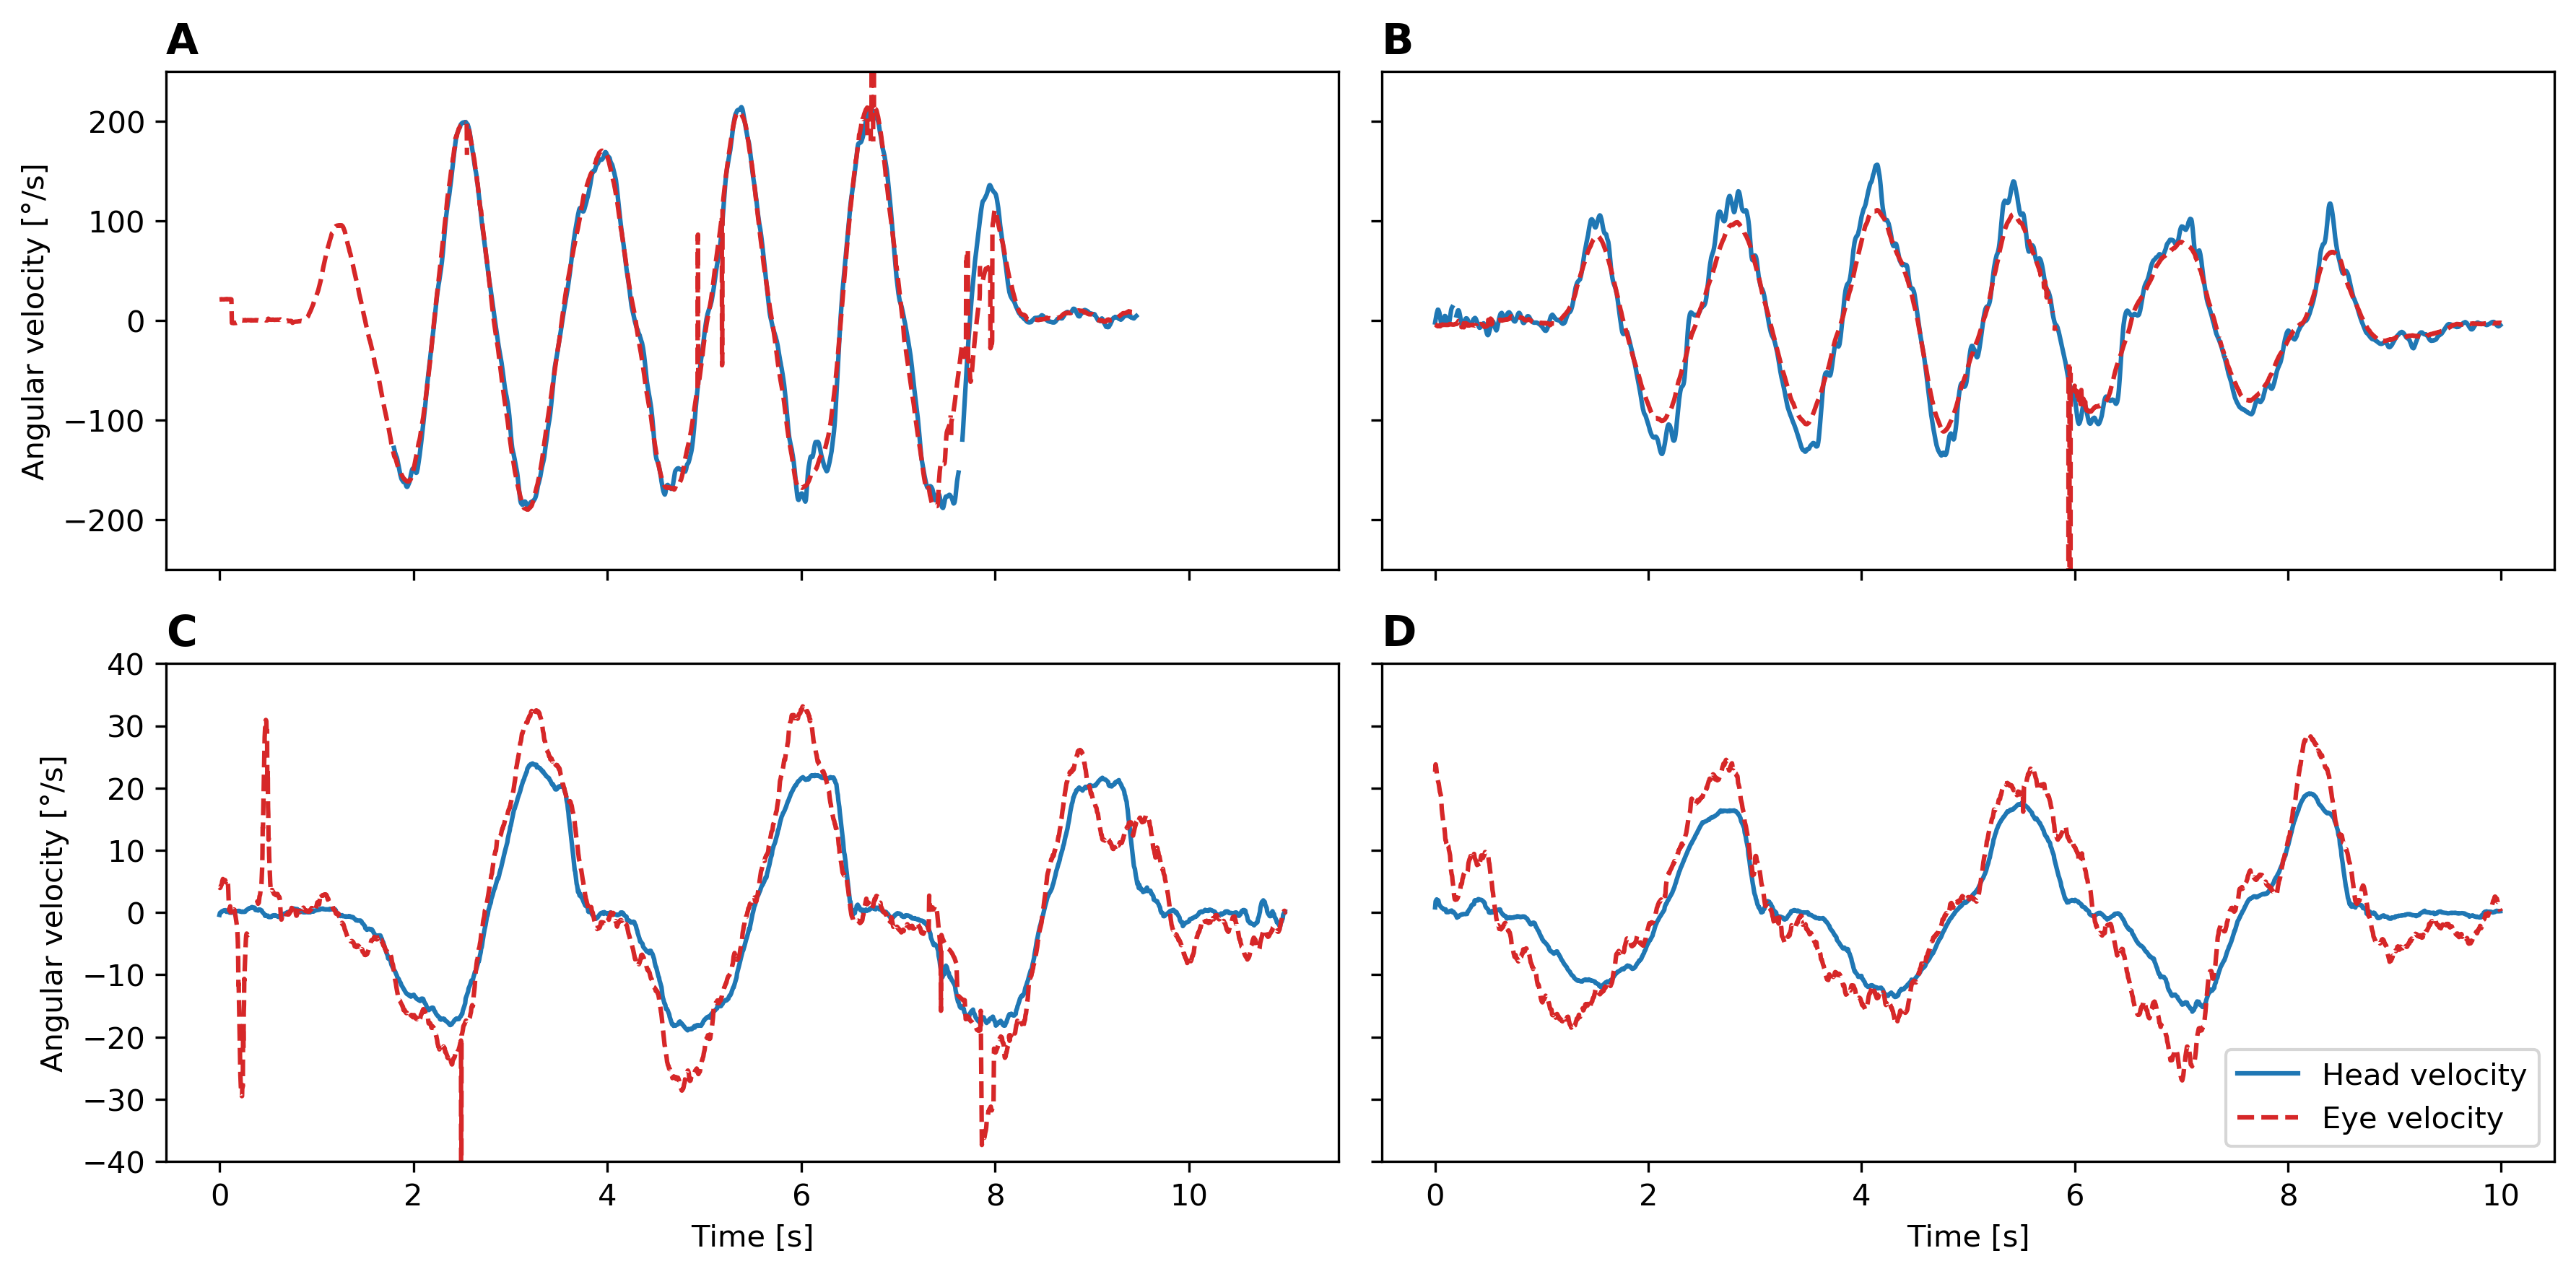 A
B
Angular velocity [°/s]
200
100
0
−100
−200
C
D
Angular velocity [°/s]
40
30
20
10
0
−10
−20
−30
−40
0 2 4 6 8 10
Time [s]
0 2 4 6 8 10
Time [s]
Head velocity
Eye velocity